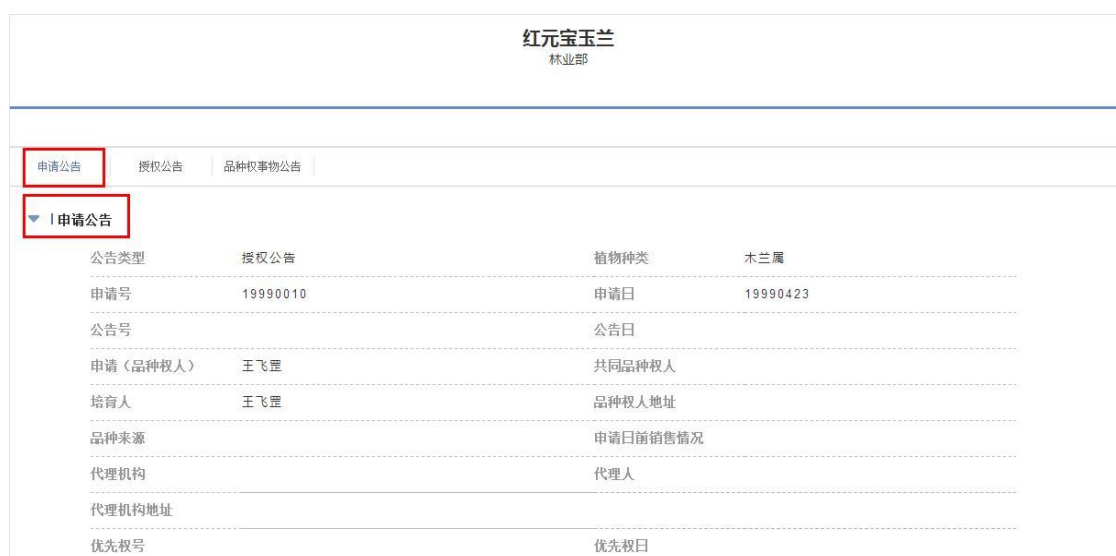 红元宝玉兰
林业部
申请公告 授权公告 品种权事物公告
申请公告
公告类型 授权公告 植物种类 木兰属
申请号 19990010 申请日 19990423
公告号 公告日
申请（品种权人） 王飞罡 共同品种权人
培育人 王飞罡 品种权人地址
品种来源 申请日前销售情况
代理机构 代理人
代理机构地址
优先权号 优先权日